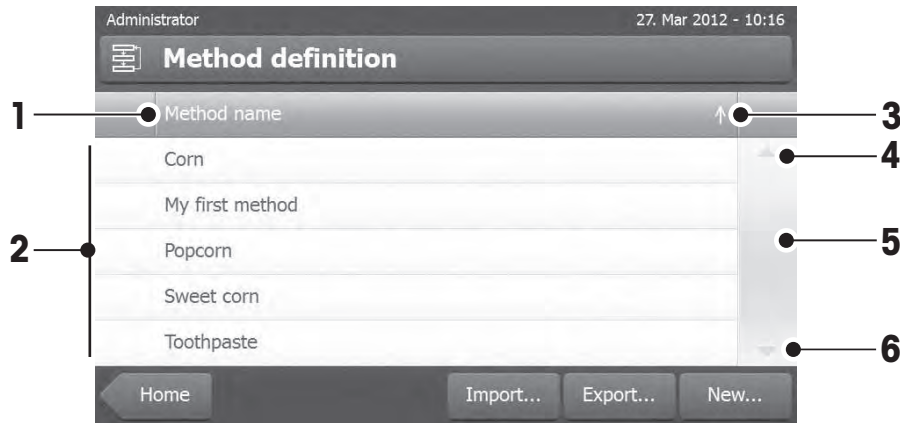 Administrator 27. Mar 2012 - 10:16
Method definition
1 Method name 3
4
Corn
My first method
2 Popcorn 5
Sweet corn
Toothpaste 6
Home Import... Export... New...